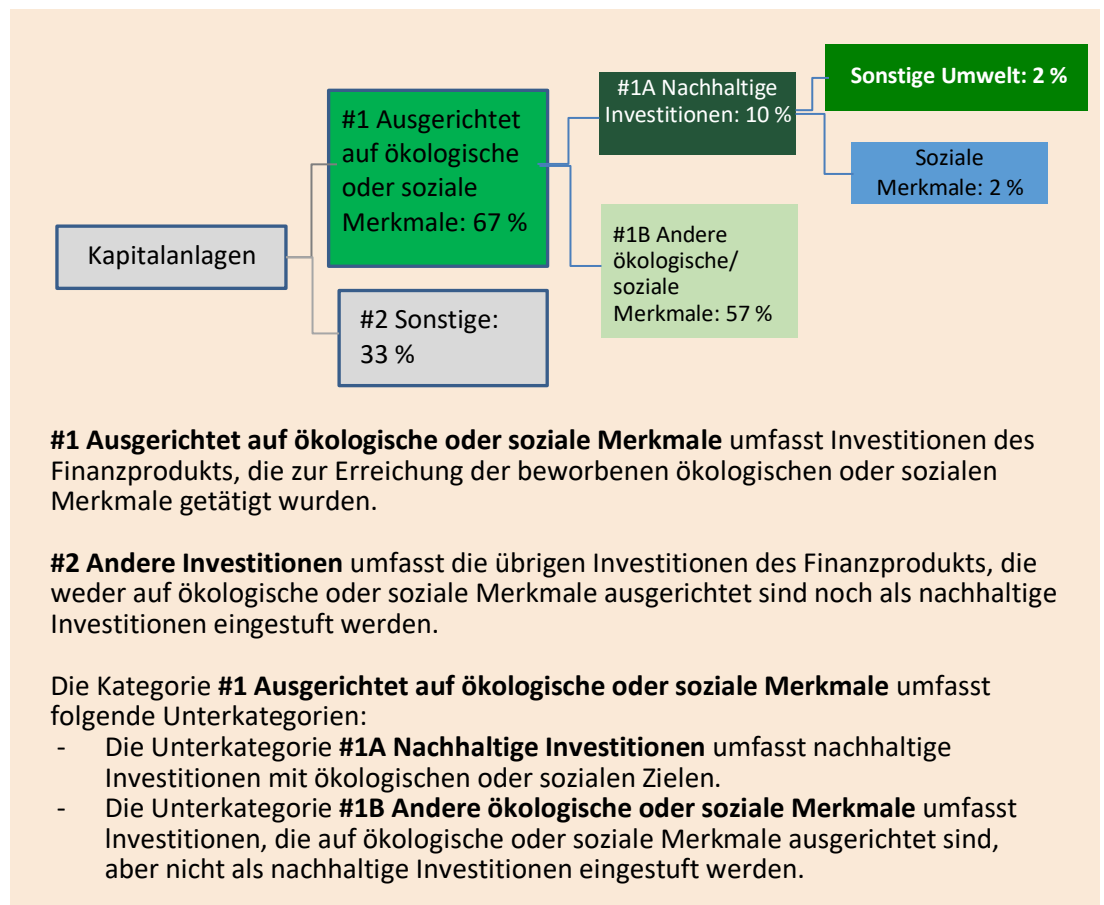 Kapitalanlagen
#1 Ausgerichtet
auf ökologische
oder soziale
Merkmale: 67 %
#2 Sonstige:
33 %
#1A Nachhaltige
Investitionen: 10 %
#1B Andere
ökologische/
soziale
Merkmale: 57 %
Sonstige Umwelt: 2 %
Soziale
Merkmale: 2 %
#1 Ausgerichtet auf ökologische oder soziale Merkmale umfasst Investitionen des
Finanzprodukts, die zur Erreichung der beworbenen ökologischen oder sozialen
Merkmale getätigt wurden.
#2 Andere Investitionen umfasst die übrigen Investitionen des Finanzprodukts, die
weder auf ökologische oder soziale Merkmale ausgerichtet sind noch als nachhaltige
Investitionen eingestuft werden.
Die Kategorie #1 Ausgerichtet auf ökologische oder soziale Merkmale umfasst
folgende Unterkategorien:
- Die Unterkategorie #1A Nachhaltige Investitionen umfasst nachhaltige
Investitionen mit ökologischen oder sozialen Zielen.
- Die Unterkategorie #1B Andere ökologische oder soziale Merkmale umfasst
Investitionen, die auf ökologische oder soziale Merkmale ausgerichtet sind,
aber nicht als nachhaltige Investitionen eingestuft werden.